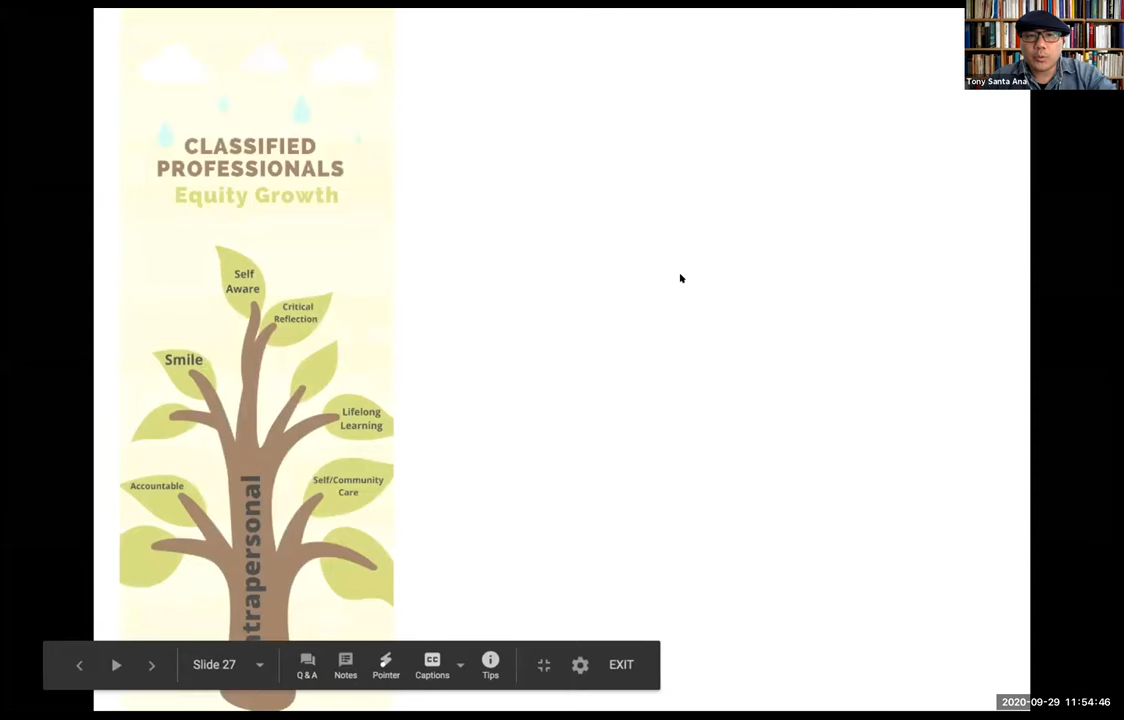 Tony Santa Ana
CLASSIFIED
PROFESSIONALS
Equity Growth
Self
Aware
Critical
Reflection
Smile
Lifelong
Learning
Accountable
Self/Community
Care
ntrapersonal
Slide 27
Q & A
Notes
Pointer
CC
Captions
Tips
EXIT
2020-09-29 11:54:46